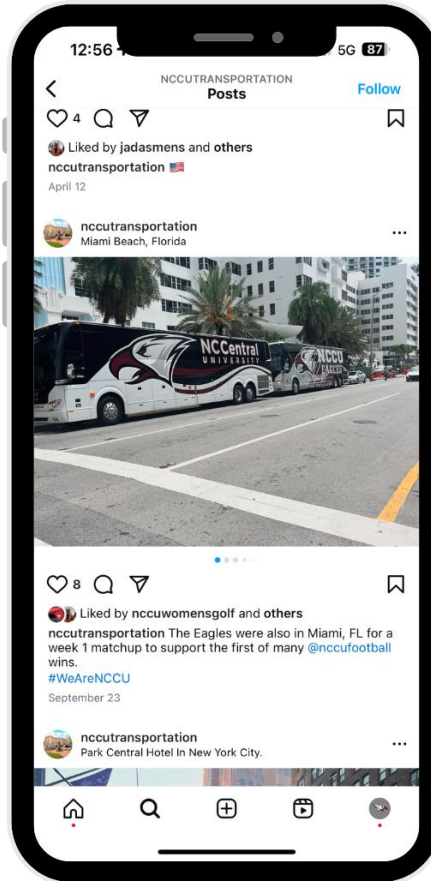 12:56
5G 87
NCCUTRANSPORTATION
Posts
Follow
4
Liked by jadasmens and others
nccutransportation 🇺🇸
April 12
nccutransportation
Miami Beach, Florida
NCCentral
UNIVERSITY
NCCU
EAGLES
8
Liked by nccuwomensgolf and others
nccutransportation The Eagles were also in Miami, FL for a
week 1 matchup to support the first of many @nccufootball
wins.
#WeAreNCCU
September 23
nccutransportation
Park Central Hotel In New York City.